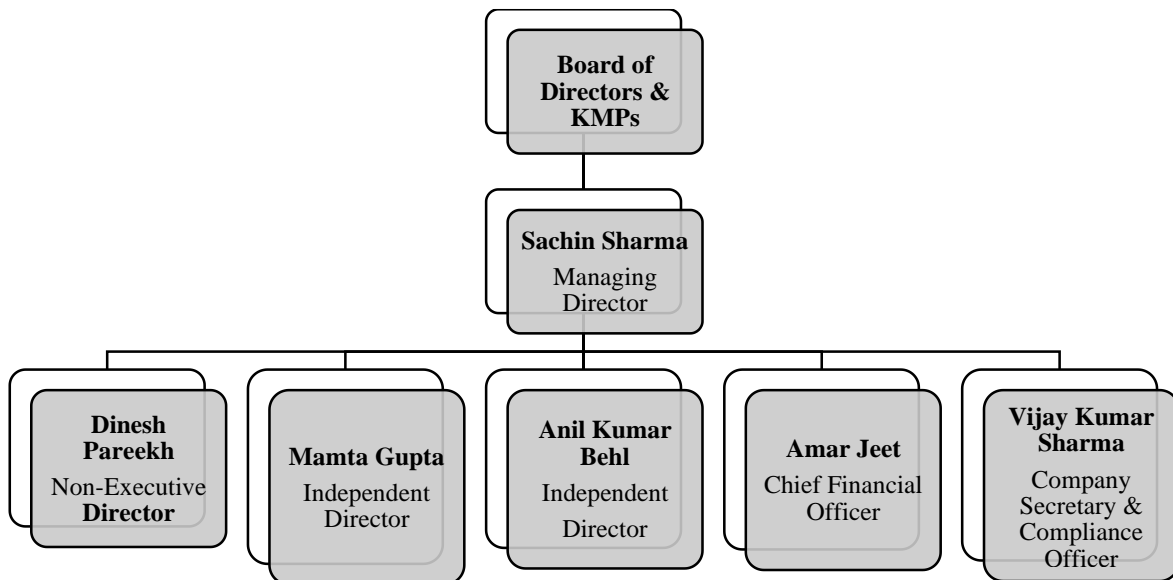 Board of
Directors &
KMPs
Sachin Sharma
Managing
Director
Dinesh
Pareekh
Non-Executive
Director
Mamta Gupta
Independent
Director
Anil Kumar
Behl
Independent
Director
Amar Jeet
Chief Financial
Officer
Vijay Kumar
Sharma
Company
Secretary &
Compliance
Officer